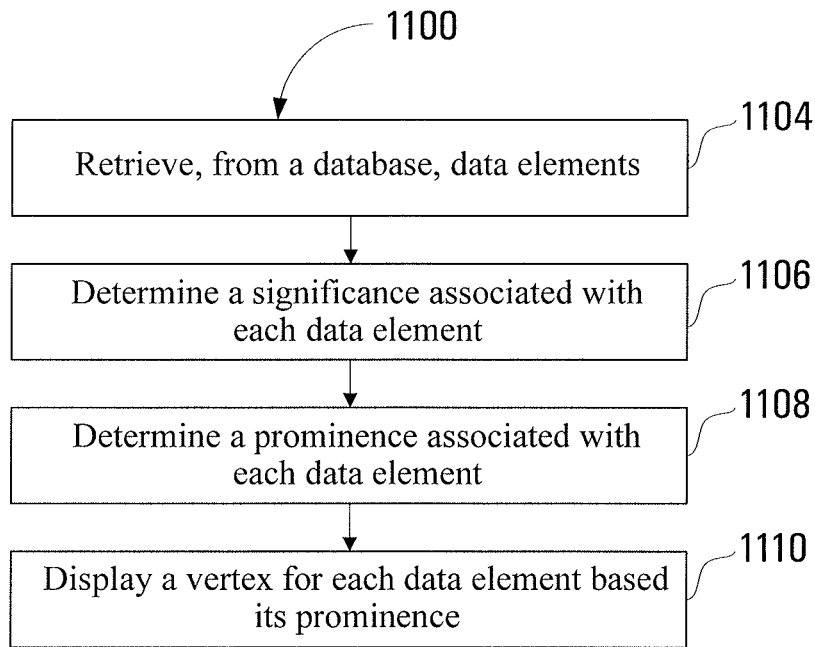 1100
Retrieve, from a database, data elements
1104
Determine a significance associated with
each data element
1106
Determine a prominence associated with
each data element
1108
Display a vertex for each data element based
its prominence
1110